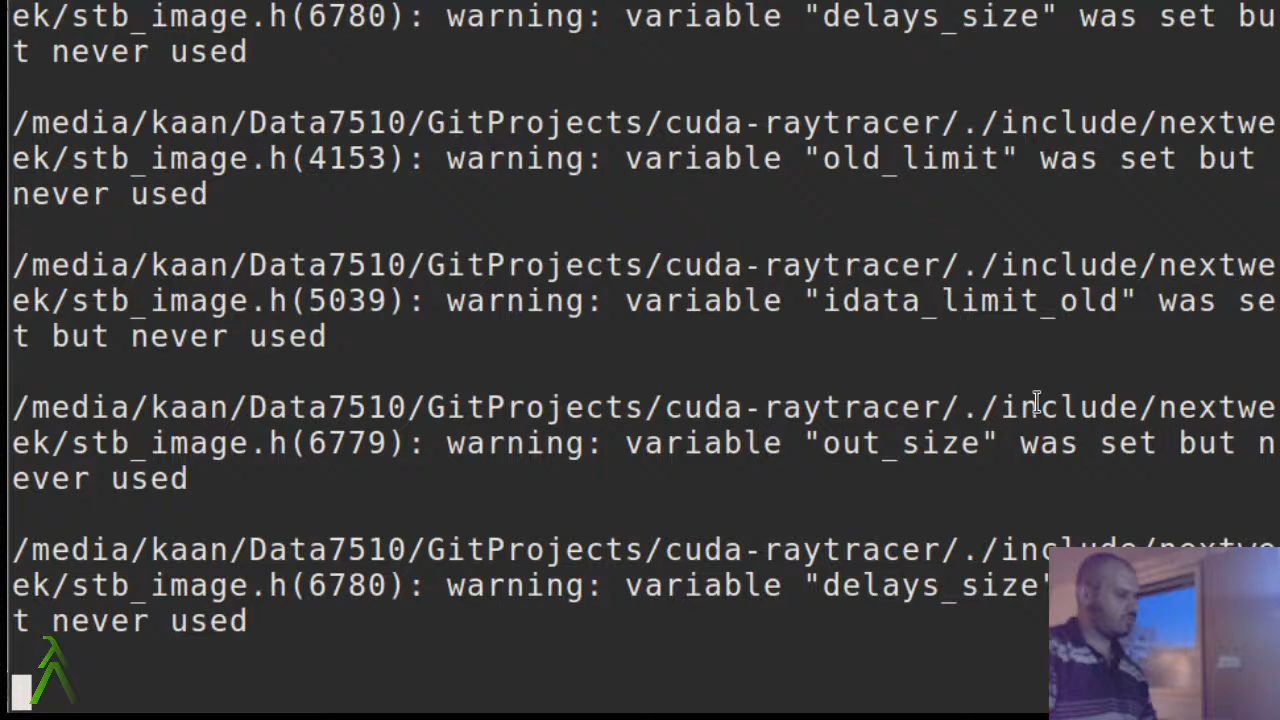 ek/stb_image.h(6780): warning: variable "delays_size" was set bu
t never used
/media/kaan/Data7510/GitProjects/cuda-raytracer/./include/nextwe
ek/stb_image.h(4153): warning: variable "old_limit" was set but
never used
/media/kaan/Data7510/GitProjects/cuda-raytracer/./include/nextwe
ek/stb_image.h(5039): warning: variable "idata_limit_old" was se
t but never used
/media/kaan/Data7510/GitProjects/cuda-raytracer/./include/nextwe
ek/stb_image.h(6779): warning: variable "out_size" was set but n
ever used
/media/kaan/Data7510/GitProjects/cuda-raytracer/./include/nextwe
ek/stb_image.h(6780): warning: variable "delays_size"
t never used